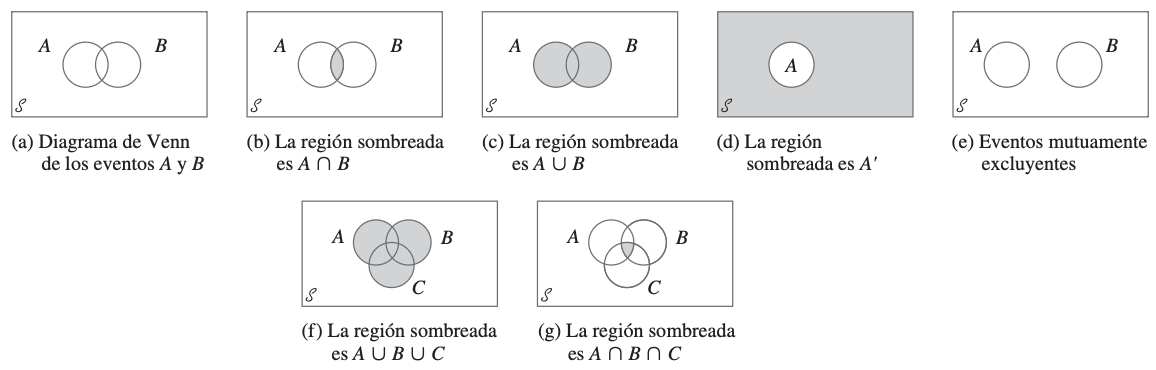 A B
𝒮
(a) Diagrama de Venn
de los eventos A y B
A B
𝒮
(b) La región sombreada
es A ∩ B
A B
𝒮
(c) La región sombreada
es A ∪ B
A
𝒮
(d) La región
sombreada es A′
A B
𝒮
(e) Eventos mutuamente
excluyentes
A B
C
𝒮
(f) La región sombreada
es A ∪ B ∪ C
A B
C
𝒮
(g) La región sombreada
es A ∩ B ∩ C